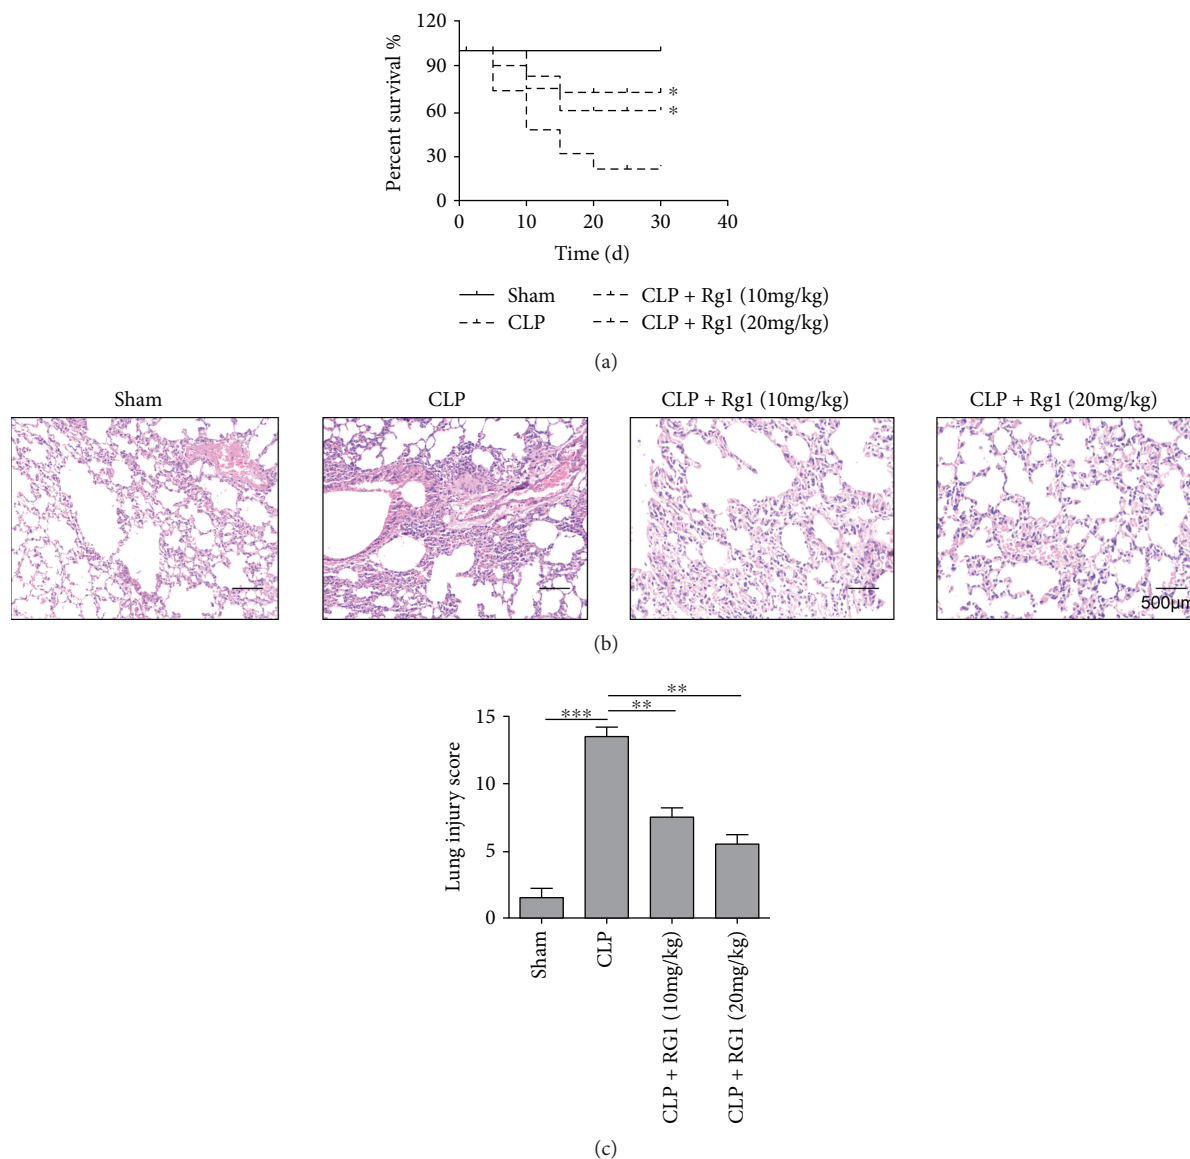 120
90
60
30
0
Percent survival %
*
*
0 10 20 30 40
Time (d)
Sham CLP + Rg1 (10mg/kg)
CLP CLP + Rg1 (20mg/kg)
(a)
Sham CLP CLP + Rg1 (10mg/kg) CLP + Rg1 (20mg/kg)
500μm
(b)
**
*** **
15
10
5
0
Lung injury score
Sham
CLP
CLP + RG1 (10mg/kg)
CLP + RG1 (20mg/kg)
(c)